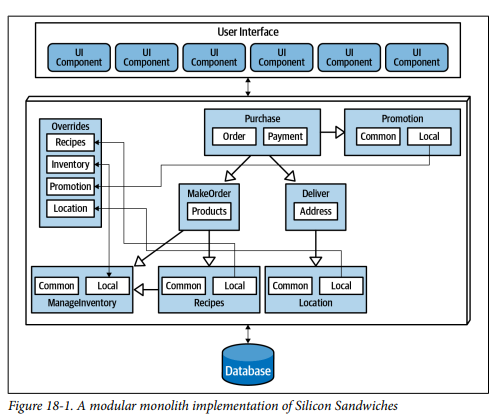 User Interface
UI
Component
UI
Component
UI
Component
UI
Component
UI
Component
UI
Component
Overrides
Recipes
Inventory
Promotion
Location
Purchase
Order
Payment
Promotion
Common
Local
MakeOrder
Products
Deliver
Address
Common
Local
ManageInventory
Common
Local
Recipes
Common
Local
Location
Database
Figure 18-1. A modular monolith implementation of Silicon Sandwiches